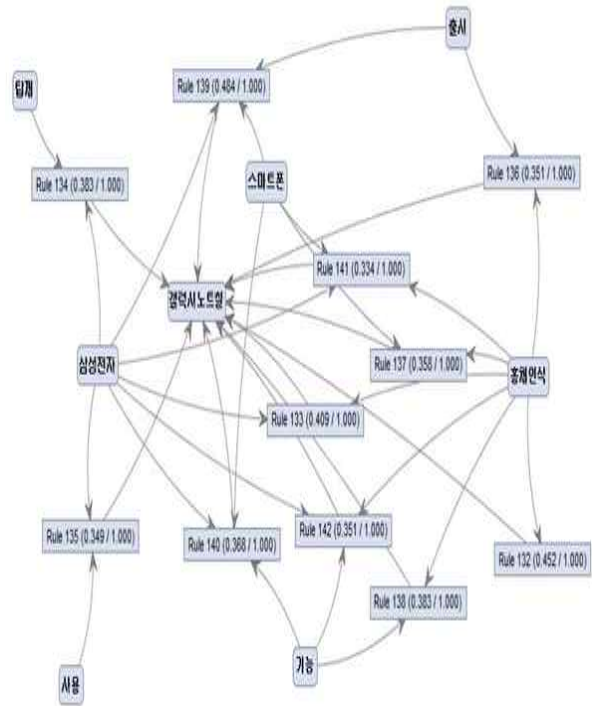 출시
Rule 139 (0.484 / 1.000)
탑재
Rule 136 (0.351 / 1.000)
Rule 134 (0.383 / 1.000)
스마트폰
Rule 141 (0.334 / 1.000)
갤럭시노트칠
삼성전자
Rule 137 (0.358 / 1.000)
홍채인식
Rule 133 (0.409 / 1.000)
Rule 135 (0.349 / 1.000)
Rule 140 (0.368 / 1.000)
Rule 142 (0.351 / 1.000)
Rule 132 (0.452 / 1.000)
Rule 138 (0.383 / 1.000)
기능
사용